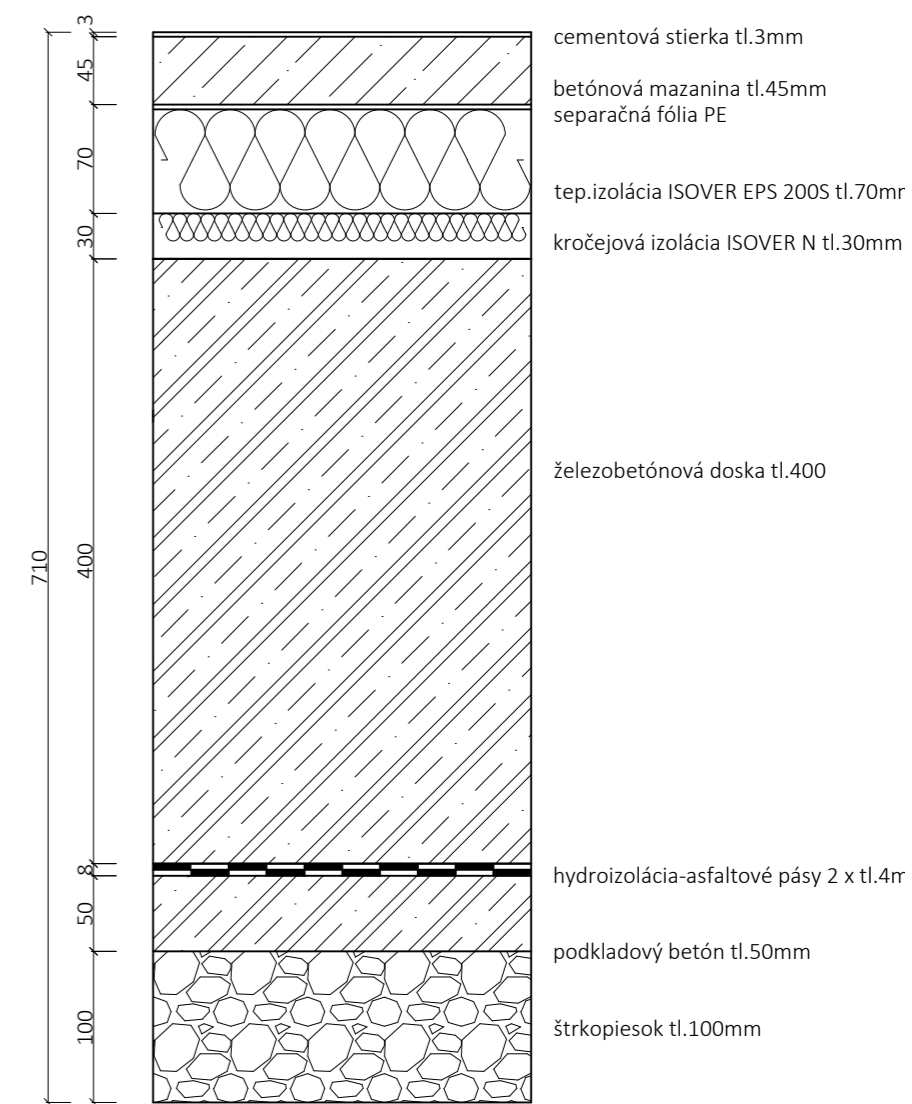 3
cementová stierka tl.3mm
45
betónová mazanina tl.45mm
separačná fólia PE
70
tep.izolácia ISOVER EPS 200S tl.70mm
30
kročejová izolácia ISOVER N tl.30mm
železobetónová doska tl.400
710
400
8
hydroizolácia-asfaltové pásy 2 x tl.4m
50
podkladový betón tl.50mm
100
štrkopiesok tl.100mm